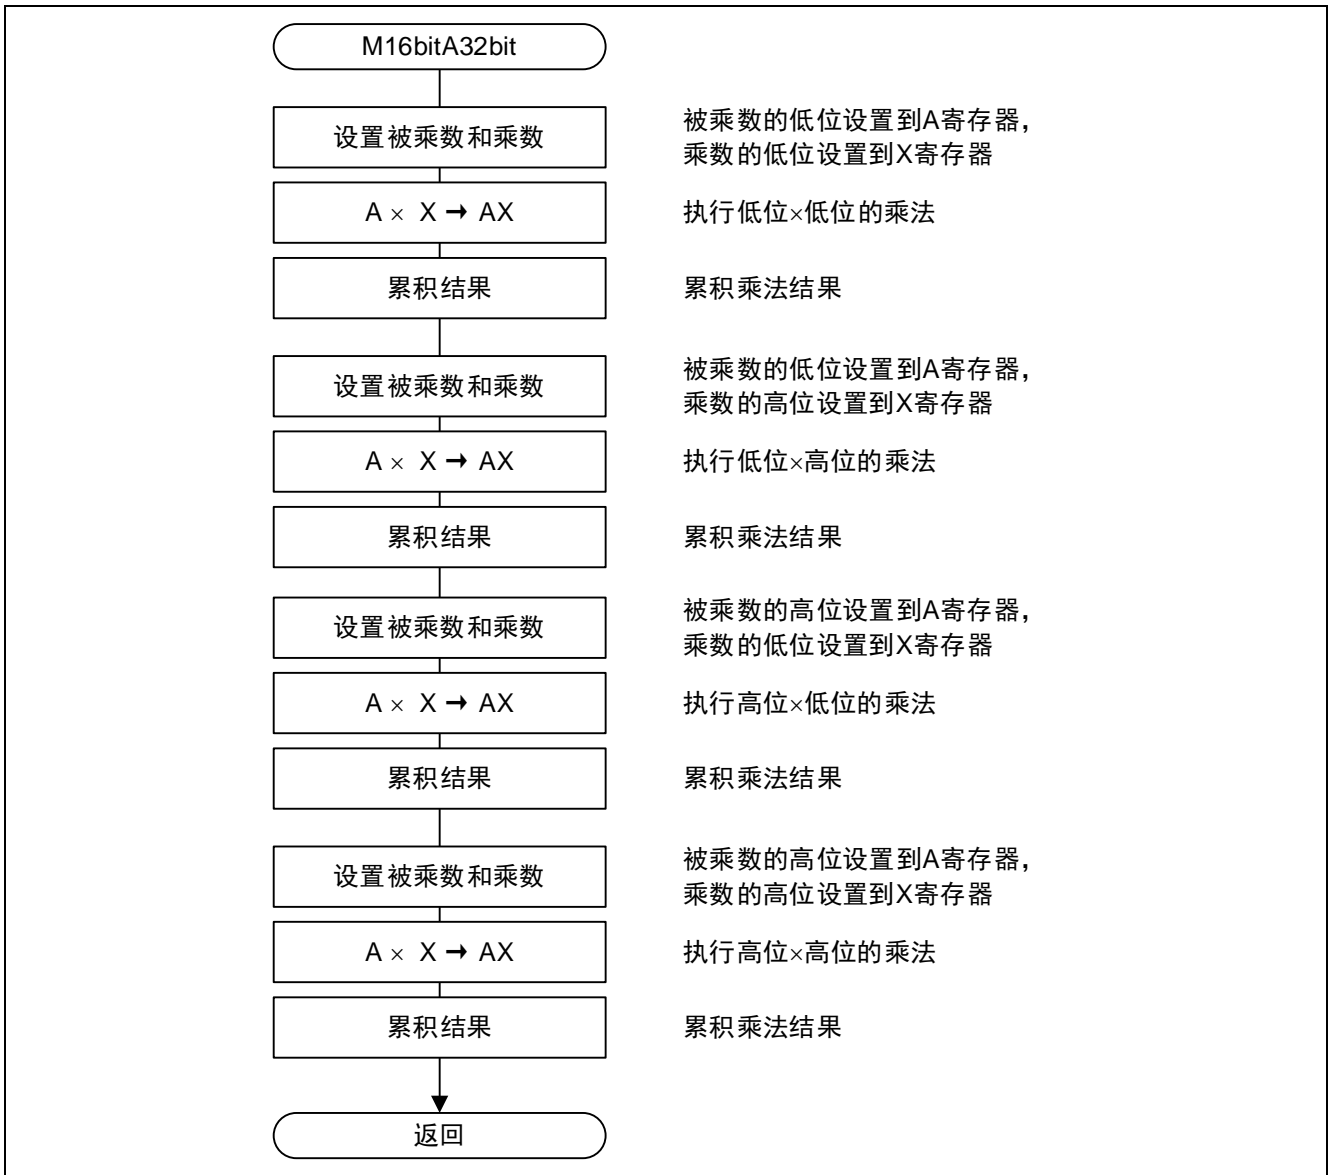 M16bitA32bit
设置被乘数和乘数
被乘数的低位设置到A寄存器，
乘数的低位设置到X寄存器
A × X → AX
执行低位×低位的乘法
累积结果
累积乘法结果
设置被乘数和乘数
被乘数的低位设置到A寄存器，
乘数的高位设置到X寄存器
A × X → AX
执行低位×高位的乘法
累积结果
累积乘法结果
设置被乘数和乘数
被乘数的高位设置到A寄存器，
乘数的低位设置到X寄存器
A × X → AX
执行高位×低位的乘法
累积结果
累积乘法结果
设置被乘数和乘数
被乘数的高位设置到A寄存器，
乘数的高位设置到X寄存器
A × X → AX
执行高位×高位的乘法
累积结果
累积乘法结果
返回